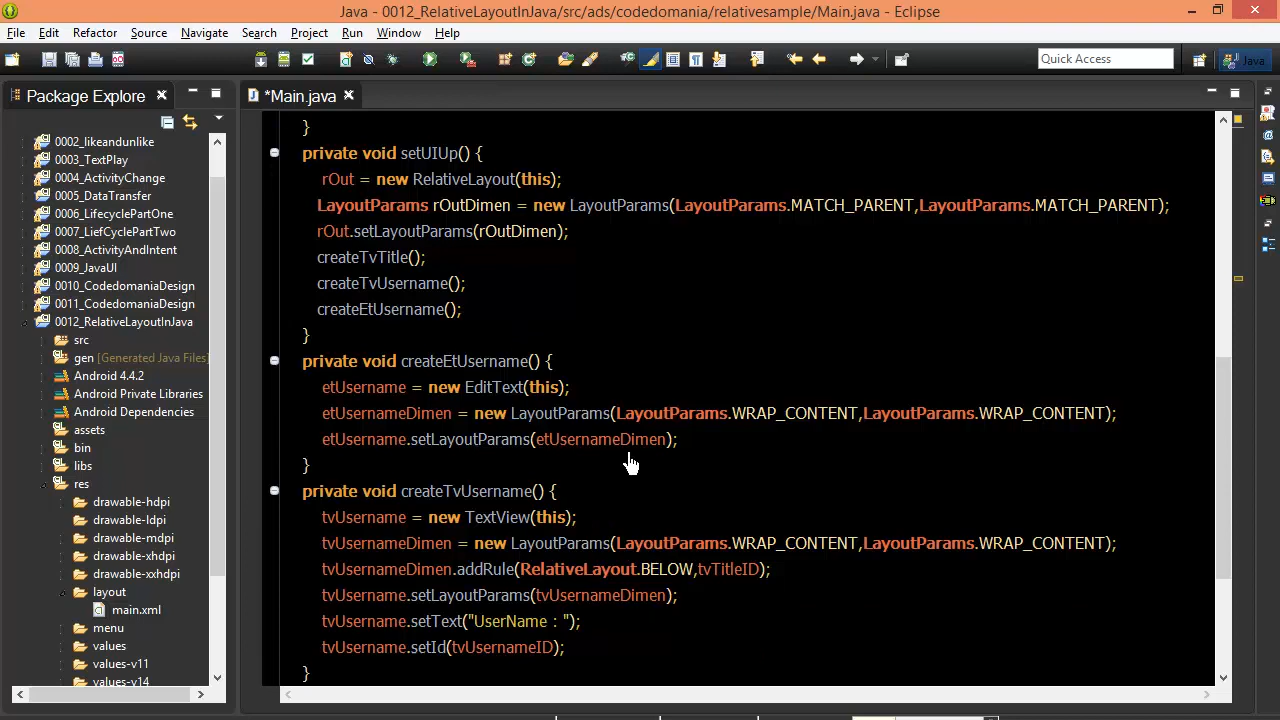 Java - 0012_RelativeLayoutInJava/src/ads/codedomania/relativesample/Main.java - Eclipse
File Edit Refactor Source Navigate Search Project Run Window Help
Quick Access
Java
Package Explore
*Main.java
0002_likeandunlike
0003_TextPlay
0004_ActivityChange
0005_DataTransfer
0006_LifecyclePartOne
0007_LiefCyclePartTwo
0008_ActivityAndIntent
0009_JavaUI
0010_CodedomaniaDesign
0011_CodedomaniaDesign
0012_RelativeLayoutInJava
src
gen [Generated Java Files]
Android 4.4.2
Android Private Libraries
Android Dependencies
assets
bin
libs
res
drawable-hdpi
drawable-ldpi
drawable-mdpi
drawable-xhdpi
drawable-xxhdpi
layout
main.xml
menu
values
values-v11
values-v14
}
private void setUIUp() {
rOut = new RelativeLayout(this);
LayoutParams rOutDimen = new LayoutParams(LayoutParams.MATCH_PARENT,LayoutParams.MATCH_PARENT);
rOut.setLayoutParams(rOutDimen);
createTvTitle();
createTvUsername();
createEtUsername();
}
private void createEtUsername() {
etUsername = new EditText(this);
etUsernameDimen = new LayoutParams(LayoutParams.WRAP_CONTENT,LayoutParams.WRAP_CONTENT);
etUsername.setLayoutParams(etUsernameDimen);
}
private void createTvUsername() {
tvUsername = new TextView(this);
tvUsernameDimen = new LayoutParams(LayoutParams.WRAP_CONTENT,LayoutParams.WRAP_CONTENT);
tvUsernameDimen.addRule(RelativeLayout.BELOW,tvTitleID);
tvUsername.setLayoutParams(tvUsernameDimen);
tvUsername.setText("UserName : ");
tvUsername.setId(tvUsernameID);
}